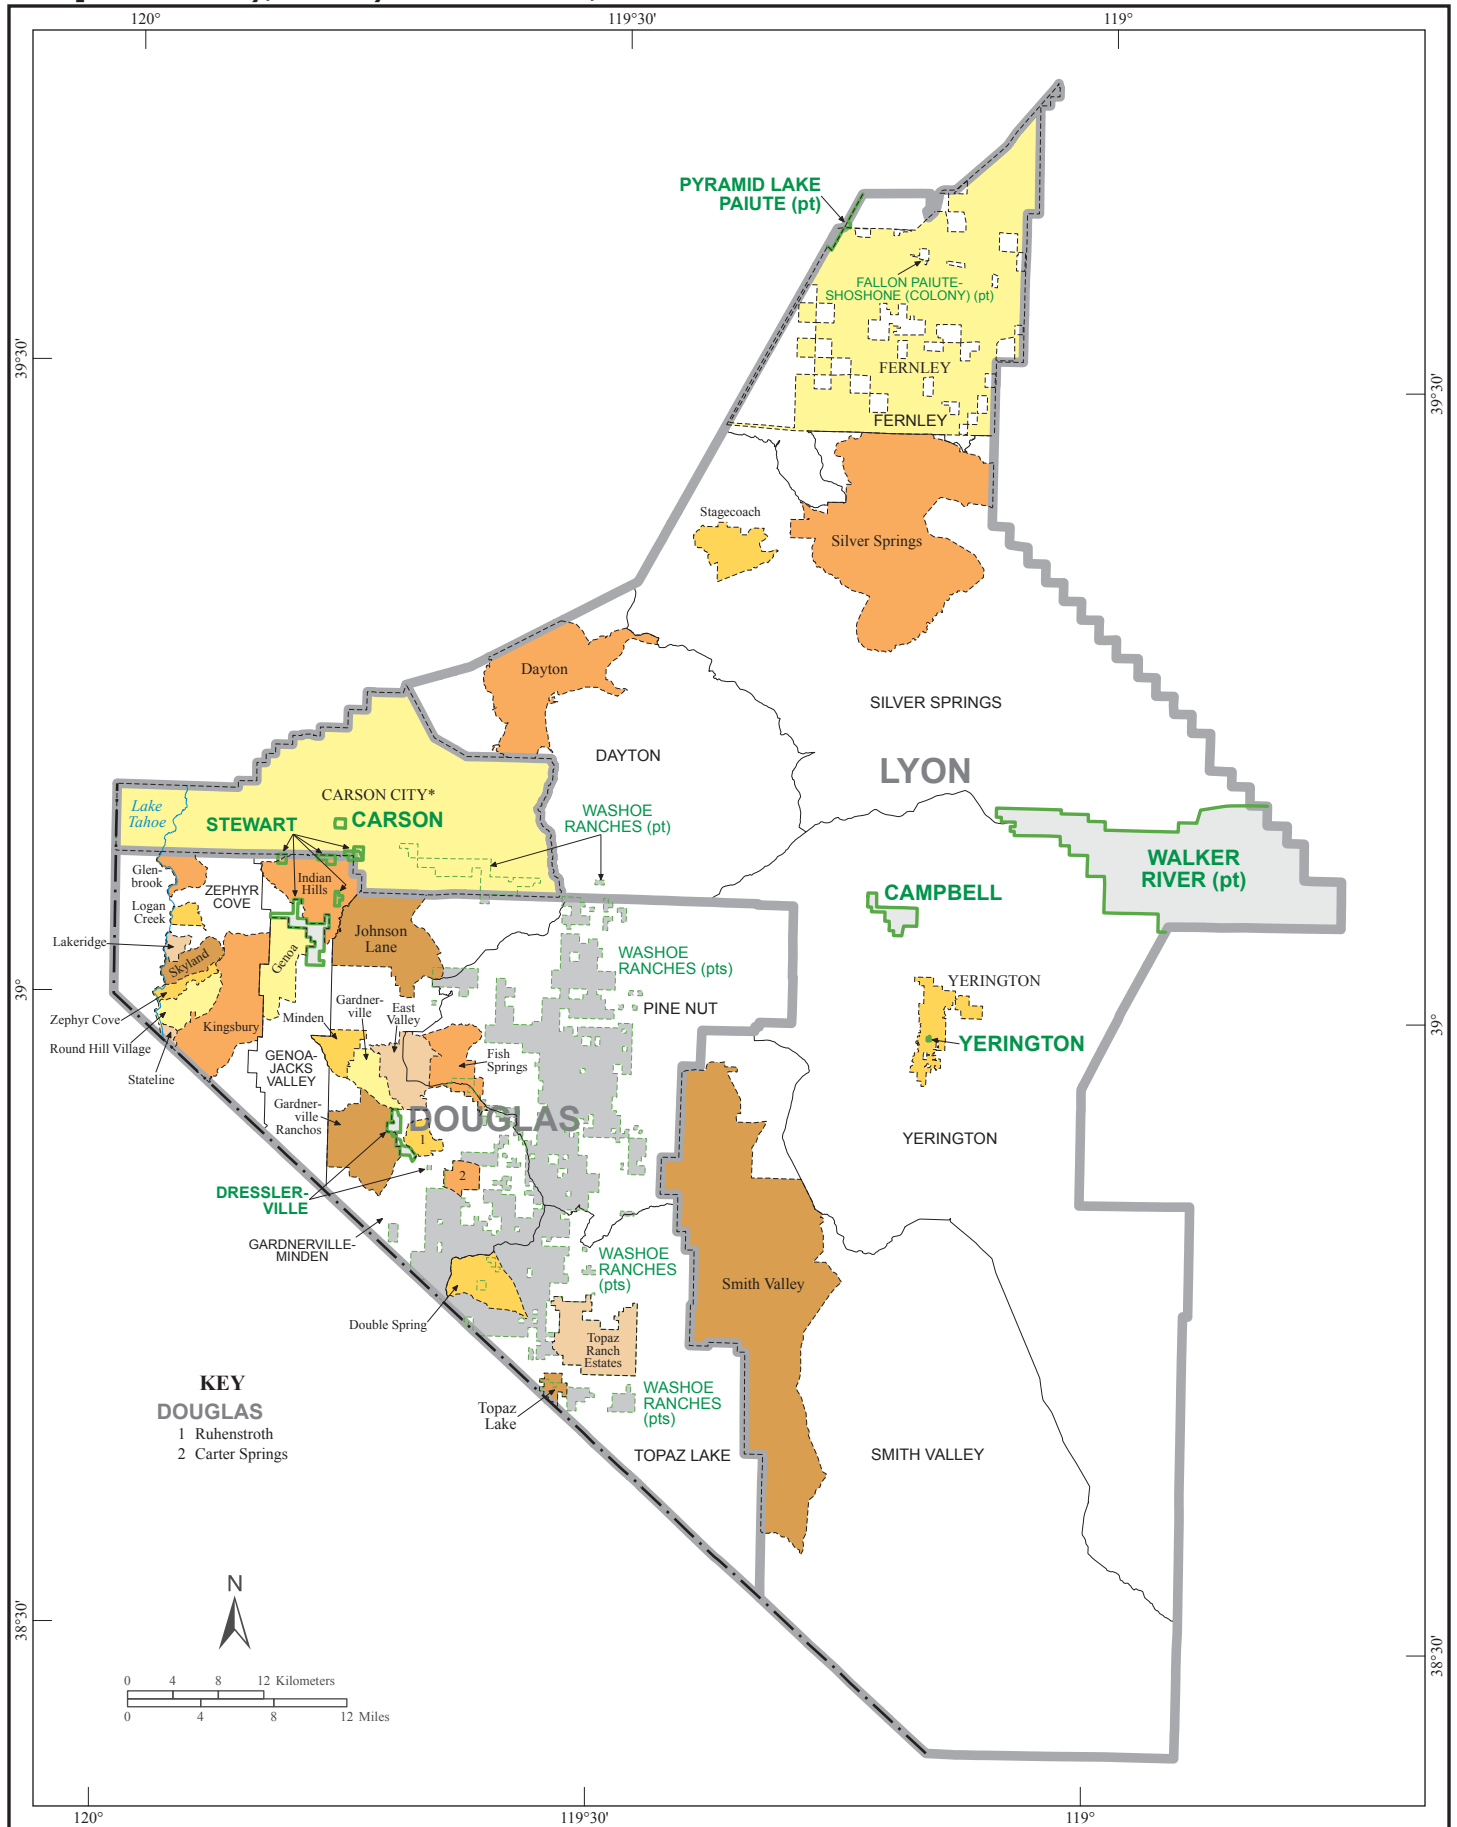 120°
119°30'
119°
PYRAMID LAKE
PAIUTE (pt)
FALLON PAIUTE-
SHOSHONE (COLONY) (pt)
39°30'
39°30'
FERNLEY
FERNLEY
Stagecoach
Silver Springs
Dayton
SILVER SPRINGS
DAYTON
LYON
CARSON CITY*
Lake
Tahoe
STEWART
CARSON
WASHOE
RANCHES (pt)
WALKER
RIVER (pt)
Glen-
brook
Indian
Hills
ZEPHYR
COVE
CAMPBELL
Logan
Creek
Johnson
Lane
Lakeridge
Skyland
Genoa
WASHOE
RANCHES (pts)
39°
39°
YERINGTON
PINE NUT
Gardner-
ville
East
Valley
Minden
Zephyr Cove
Kingsbury
Round Hill Village
YERINGTON
Stateline
GENOA-
JACKS
VALLEY
Fish
Springs
Gardner-
ville
Ranchos
DOUGLAS
1
YERINGTON
2
DRESSLER-
VILLE
GARDNERVILLE-
MINDEN
WASHOE
RANCHES
(pts)
Smith Valley
Double Spring
Topaz
Ranch
Estates
KEY
DOUGLAS
1 Ruhenstroth
2 Carter Springs
WASHOE
RANCHES
(pts)
Topaz
Lake
TOPAZ LAKE
SMITH VALLEY
N
38°30'
38°30'
0 4 8 12 Kilometers
0 4 8 12 Miles
120°
119°30'
119°